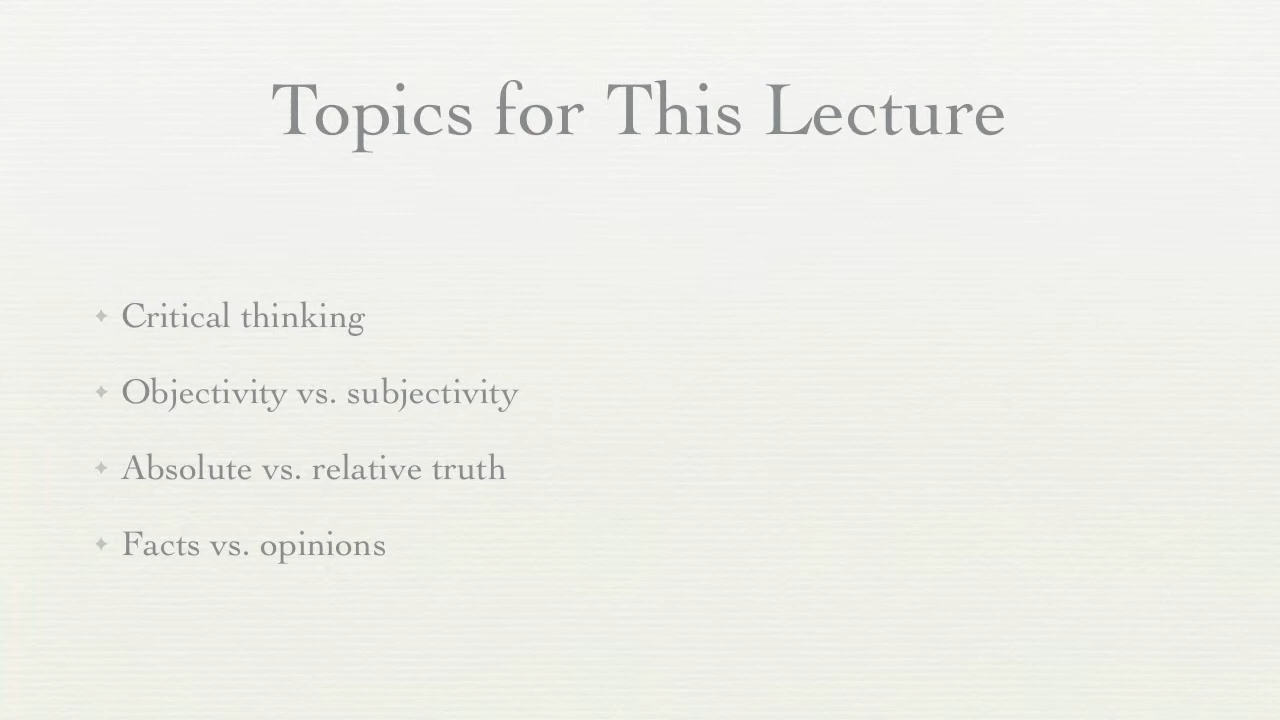 Topics for This Lecture
✦ Critical thinking
✦ Objectivity vs. subjectivity
✦ Absolute vs. relative truth
✦ Facts vs. opinions